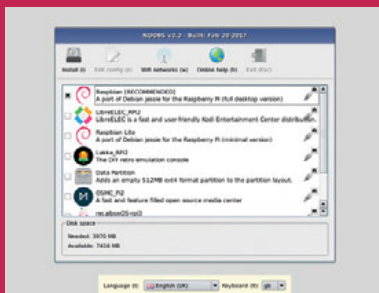 NOOBS v2.2 - Built: Feb 20 2017
Install (i)
Edit config (e)
Wifi networks (w)
Online help (h)
Exit (Esc)
Raspbian [RECOMMENDED]
A port of Debian jessie for the Raspberry Pi (full desktop version)
LibreELEC_RPi2
LibreELEC is a fast and user-friendly Kodi Entertainment Center distribution.
Raspbian Lite
A port of Debian jessie for the Raspberry Pi (minimal version)
Lakka_RPi2
The DIY retro emulation console
Data Partition
Adds an empty 512MB ext4 format partition to the partition layout.
OSMC_Pi2
A fast and feature filled open source media center
recalboxOS-rpi3
Disk space
Needed: 3970 MB
Available: 7416 MB
Language (l): English (UK) Keyboard (9): gb